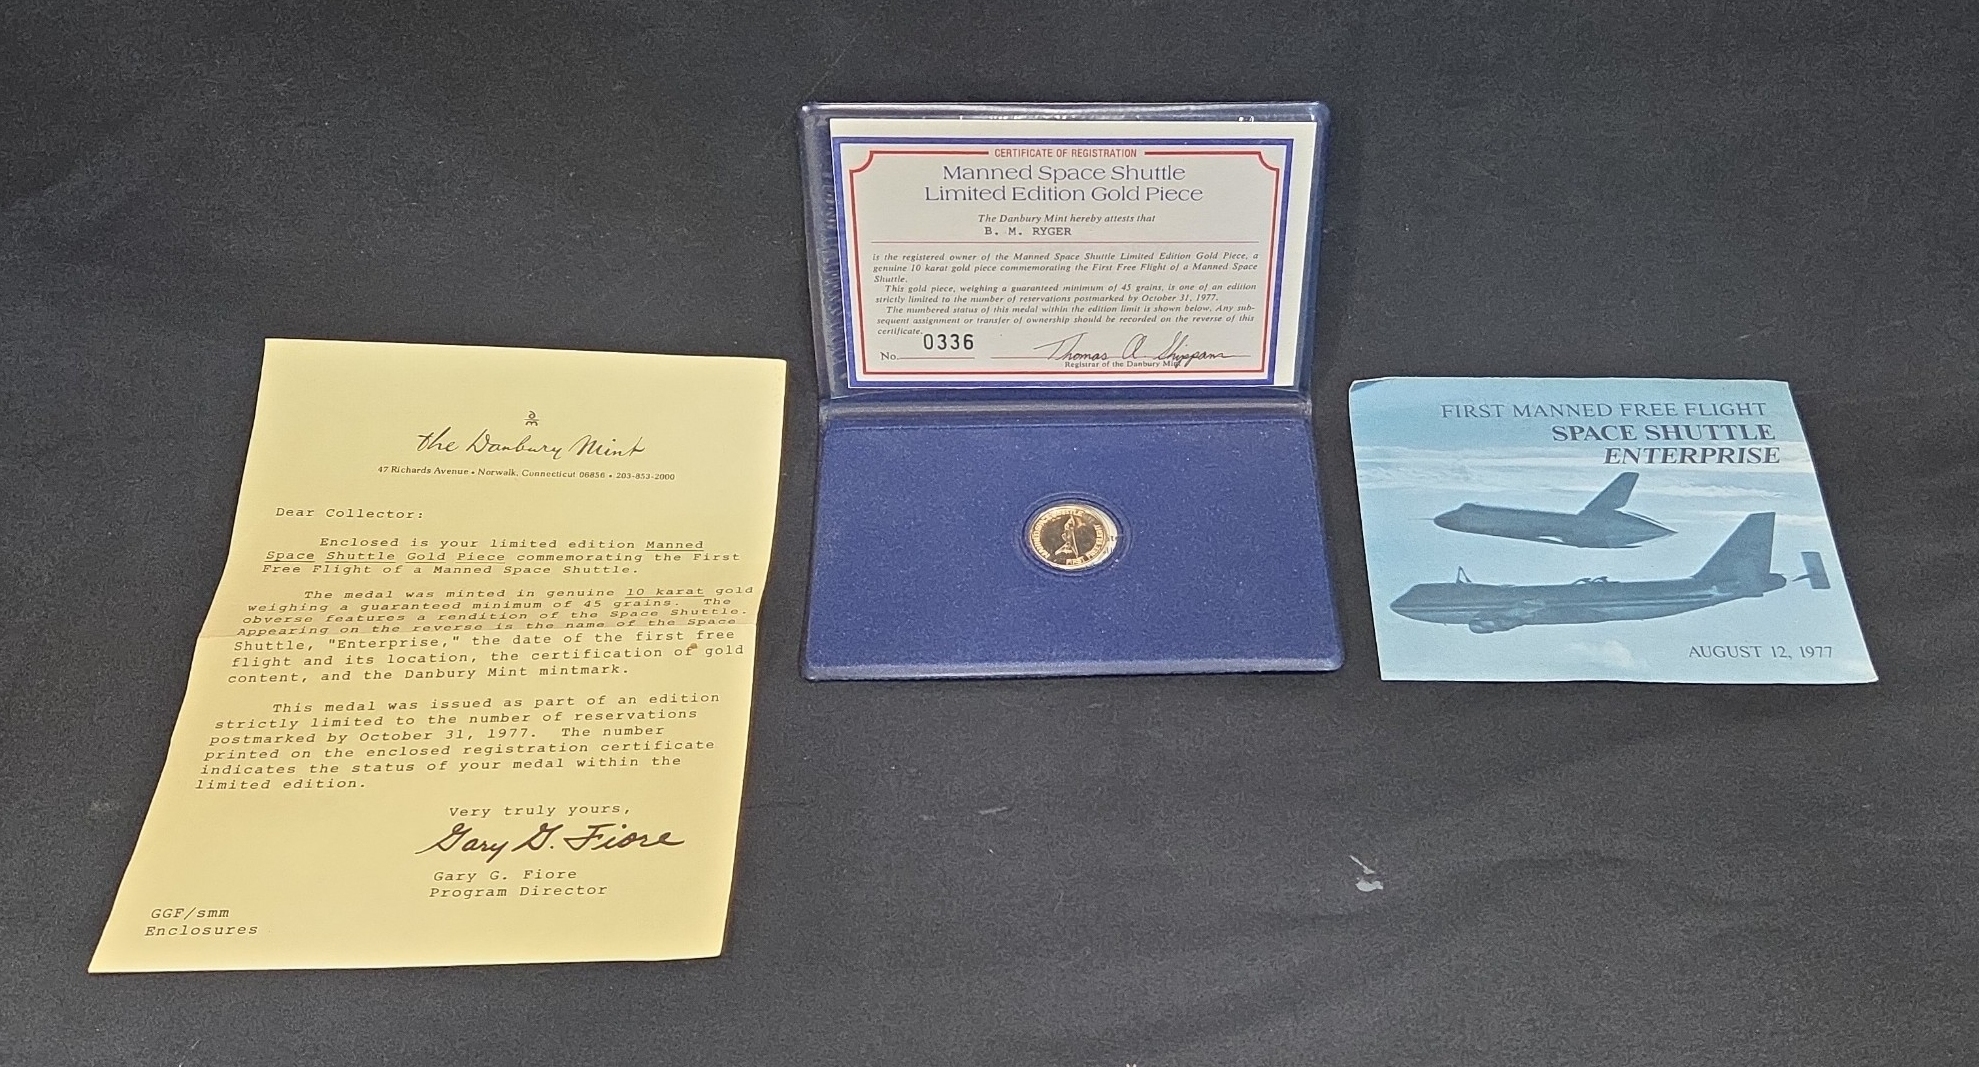 the Danbury Mint
47 Richards Avenue • Norwalk, Connecticut 06856 • 203-853-2000
Dear Collector:
Enclosed is your limited edition Manned
Space Shuttle Gold Piece commemorating the First
Free Flight of a Manned Space Shuttle.
The medal was minted in genuine 10 karat gold
weighing a guaranteed minimum of 45 grains. The
obverse features a rendition of the Space Shuttle.
Appearing on the reverse is the name of the Space
Shuttle, "Enterprise," the date of the first free
flight and its location, the certification of gold
content, and the Danbury Mint mintmark.
This medal was issued as part of an edition
strictly limited to the number of reservations
postmarked by October 31, 1977. The number
printed on the enclosed registration certificate
indicates the status of your medal within the
limited edition.
Very truly yours,
Gary G. Fiore
Gary G. Fiore
Program Director
GGF/smm
Enclosures
CERTIFICATE OF REGISTRATION
Manned Space Shuttle
Limited Edition Gold Piece
The Danbury Mint hereby attests that
B. M. RYGER
is the registered owner of the Manned Space Shuttle Limited Edition Gold Piece, a
genuine 10 karat gold piece commemorating the First Free Flight of a Manned Space
Shuttle.
This gold piece, weighing a guaranteed minimum of 45 grains, is one of an edition
strictly limited to the number of reservations postmarked by October 31, 1977.
The numbered status of this medal within the edition limit is shown below. Any sub-
sequent assignment or transfer of ownership should be recorded on the reverse of this
certificate.
No. 0336
Thomas A. Shippam
Registrar of the Danbury Mint
FIRST MANNED FREE FLIGHT
SPACE SHUTTLE
ENTERPRISE
AUGUST 12, 1977